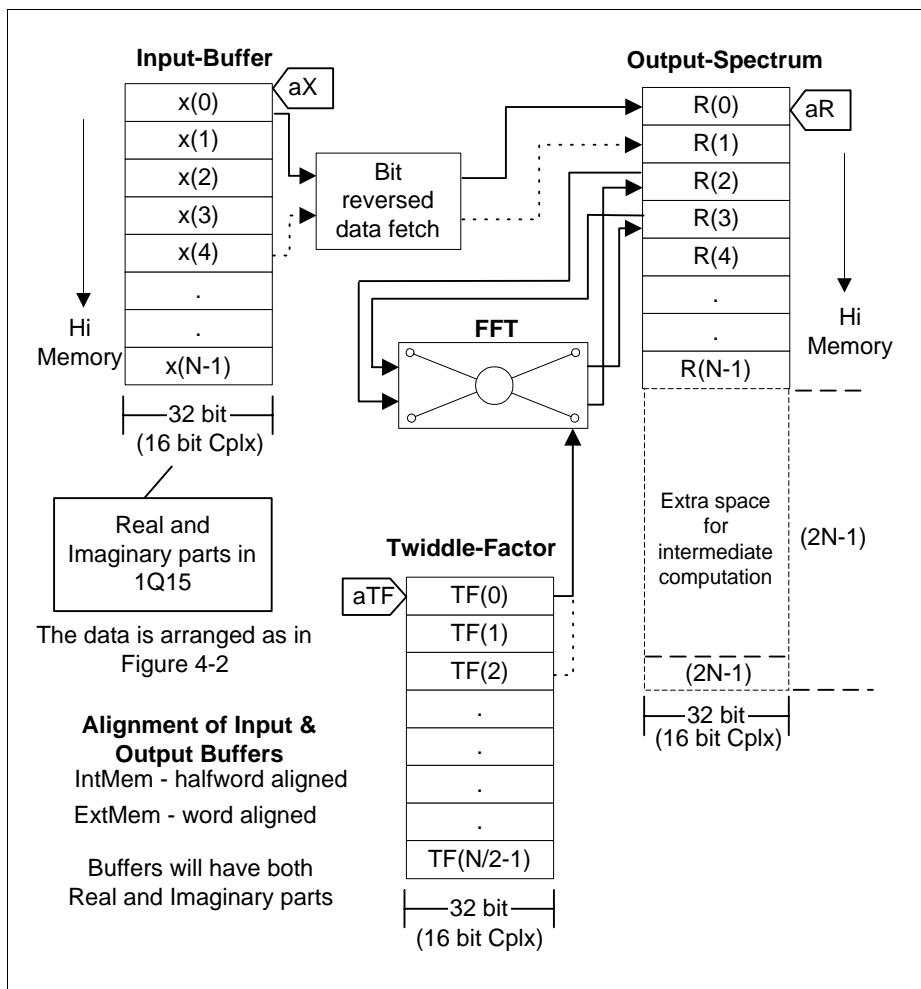 Input-Buffer
aX
x(0)
x(1)
x(2)
x(3)
x(4)
.
.
x(N-1)
Hi
Memory
32 bit
(16 bit Cplx)
Real and
Imaginary parts in
1Q15
The data is arranged as in
Figure 4-2
Alignment of Input &
Output Buffers
IntMem - halfword aligned
ExtMem - word aligned
Buffers will have both
Real and Imaginary parts
Bit
reversed
data fetch
FFT
Twiddle-Factor
aTF
TF(0)
TF(1)
TF(2)
.
.
.
.
TF(N/2-1)
32 bit
(16 bit Cplx)
Output-Spectrum
aR
R(0)
R(1)
R(2)
R(3)
R(4)
.
.
R(N-1)
Hi
Memory
Extra space
for
intermediate
computation
(2N-1)
(2N-1)
32 bit
(16 bit Cplx)